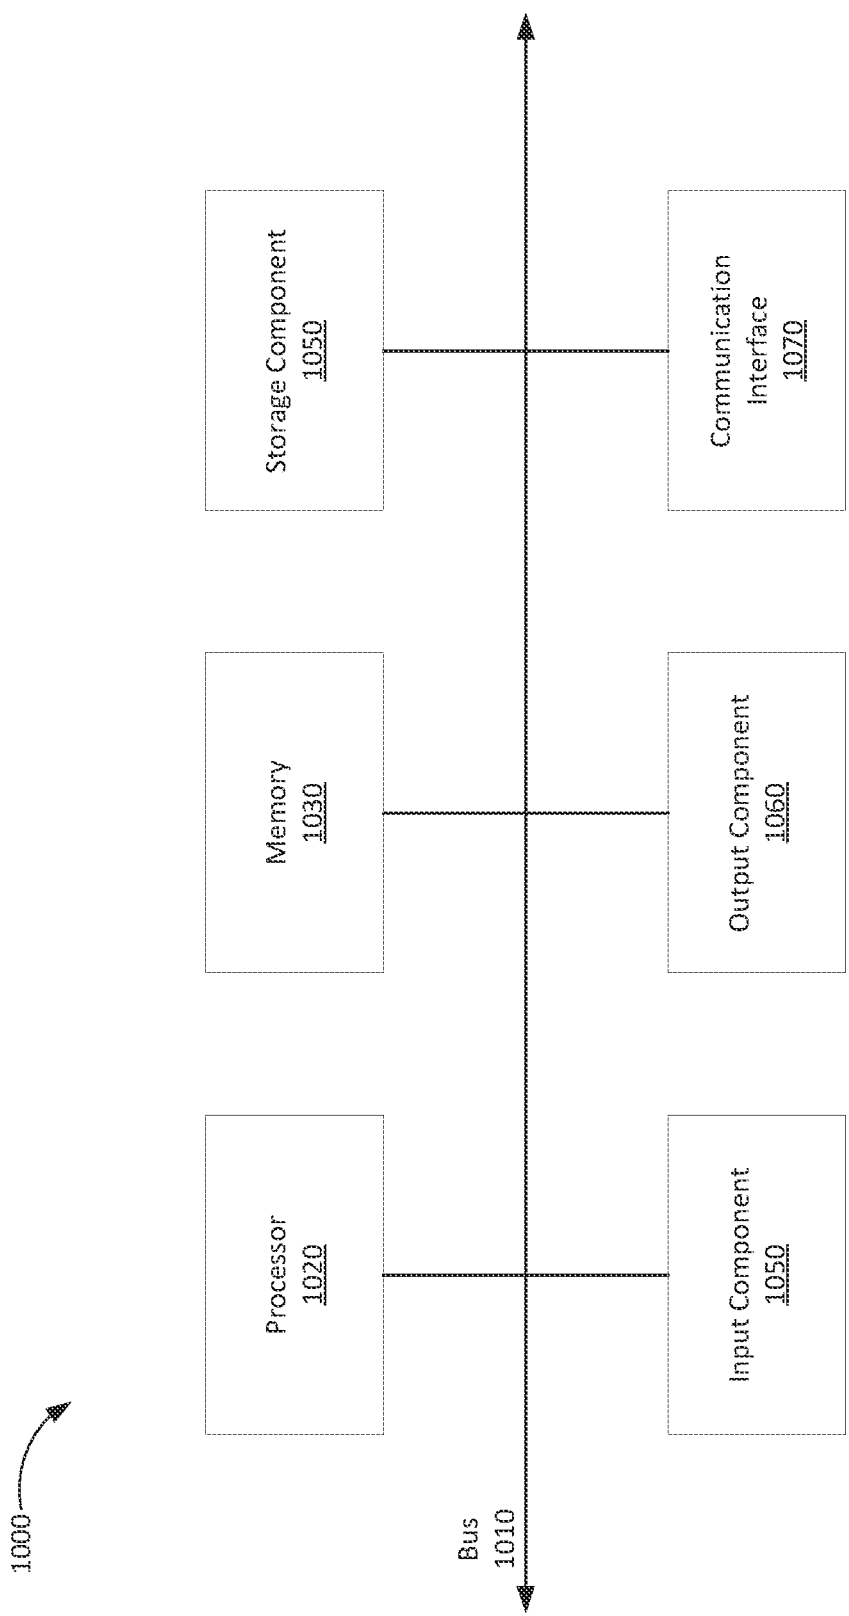 1000
Processor
1020
Memory
1030
Storage Component
1050
Bus
1010
Input Component
1050
Output Component
1060
Communication
Interface
1070